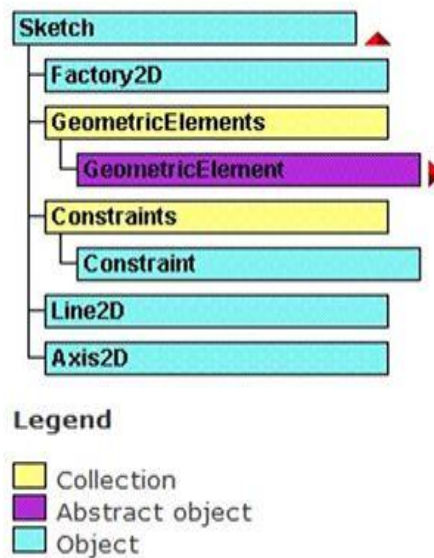 Sketch
Factory2D
GeometricElements
GeometricElement
Constraints
Constraint
Line2D
Axis2D
Legend
Collection
Abstract object
Object